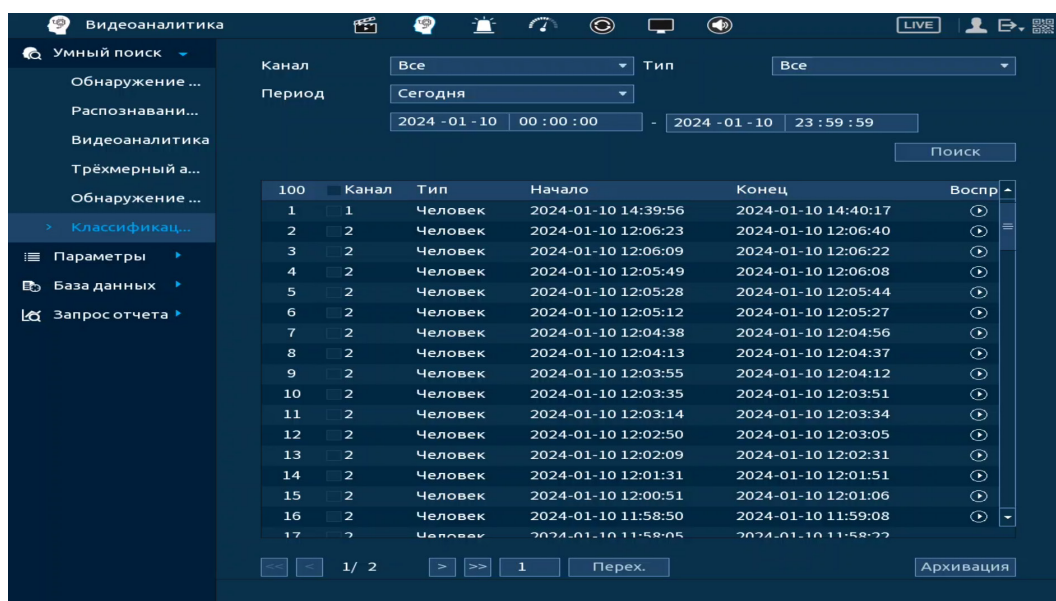 Видеоаналитика LIVE
Умный поиск
Обнаружение ...
Распознавани...
Видеоаналитика
Трёхмерный а...
Обнаружение ...
> Классификац...
Параметры
База данных
Запрос отчета
Канал Все Тип Все
Период Сегодня
2024 -01 -10 00 : 00 : 00 - 2024 -01 -10 23 : 59 : 59
Поиск
100 Канал Тип Начало Конец Воспр
1 1 Человек 2024-01-10 14:39:56 2024-01-10 14:40:17
2 2 Человек 2024-01-10 12:06:23 2024-01-10 12:06:40
3 2 Человек 2024-01-10 12:06:09 2024-01-10 12:06:22
4 2 Человек 2024-01-10 12:05:49 2024-01-10 12:06:08
5 2 Человек 2024-01-10 12:05:28 2024-01-10 12:05:44
6 2 Человек 2024-01-10 12:05:12 2024-01-10 12:05:27
7 2 Человек 2024-01-10 12:04:38 2024-01-10 12:04:56
8 2 Человек 2024-01-10 12:04:13 2024-01-10 12:04:37
9 2 Человек 2024-01-10 12:03:55 2024-01-10 12:04:12
10 2 Человек 2024-01-10 12:03:35 2024-01-10 12:03:51
11 2 Человек 2024-01-10 12:03:14 2024-01-10 12:03:34
12 2 Человек 2024-01-10 12:02:50 2024-01-10 12:03:05
13 2 Человек 2024-01-10 12:02:09 2024-01-10 12:02:31
14 2 Человек 2024-01-10 12:01:31 2024-01-10 12:01:51
15 2 Человек 2024-01-10 12:00:51 2024-01-10 12:01:06
16 2 Человек 2024-01-10 11:58:50 2024-01-10 11:59:08
17 2 Человек 2024-01-10 11:58:05 2024-01-10 11:58:22
<< < 1/ 2 > >> 1 Перех. Архивация